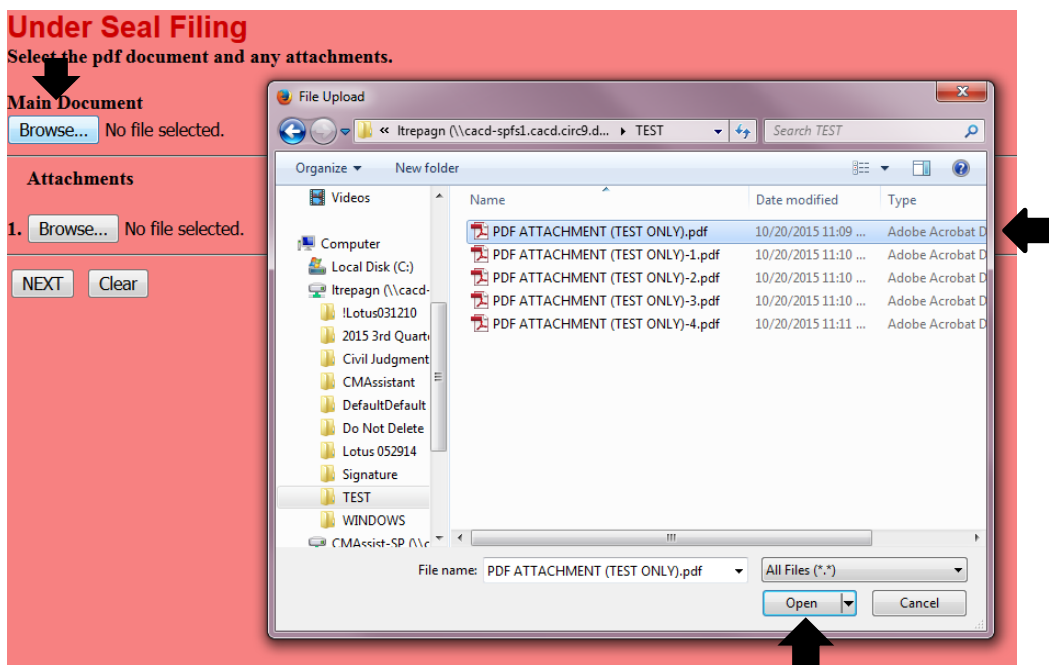 Under Seal Filing
Select the pdf document and any attachments.
Main Document
Browse... No file selected.
Attachments
1. Browse... No file selected.
NEXT Clear
File Upload
« ltrepagn (\\cacd-spfs1.cacd.circ9.d... ▸ TEST
Search TEST
Organize New folder
Videos
Computer
Local Disk (C:)
ltrepagn (\\cacd-
!Lotus031210
2015 3rd Quart
Civil Judgment
CMAssistant
DefaultDefault
Do Not Delete
Lotus 052914
Signature
TEST
WINDOWS
CMAssist-SP (\\c
Name Date modified Type
PDF ATTACHMENT (TEST ONLY).pdf 10/20/2015 11:09 ... Adobe Acrobat D
PDF ATTACHMENT (TEST ONLY)-1.pdf 10/20/2015 11:10 ... Adobe Acrobat D
PDF ATTACHMENT (TEST ONLY)-2.pdf 10/20/2015 11:10 ... Adobe Acrobat D
PDF ATTACHMENT (TEST ONLY)-3.pdf 10/20/2015 11:10 ... Adobe Acrobat D
PDF ATTACHMENT (TEST ONLY)-4.pdf 10/20/2015 11:11 ... Adobe Acrobat D
File name: PDF ATTACHMENT (TEST ONLY).pdf All Files (*.*)
Open Cancel